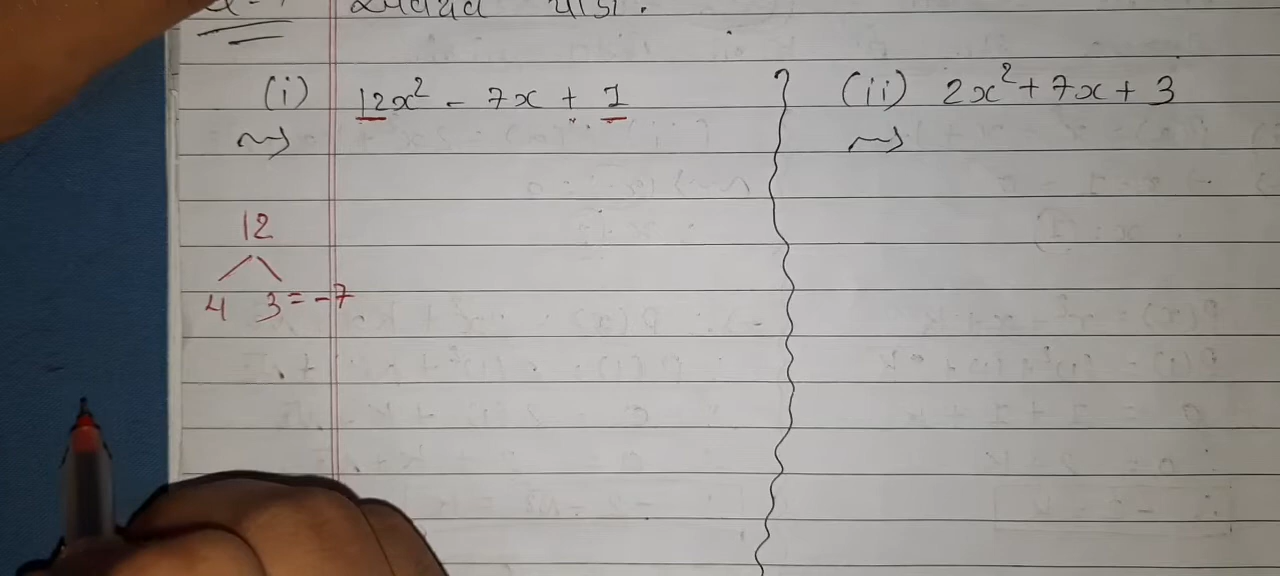 (i) 12x² - 7x + 1
(ii) 2x² + 7x + 3
12
4 3 = -7